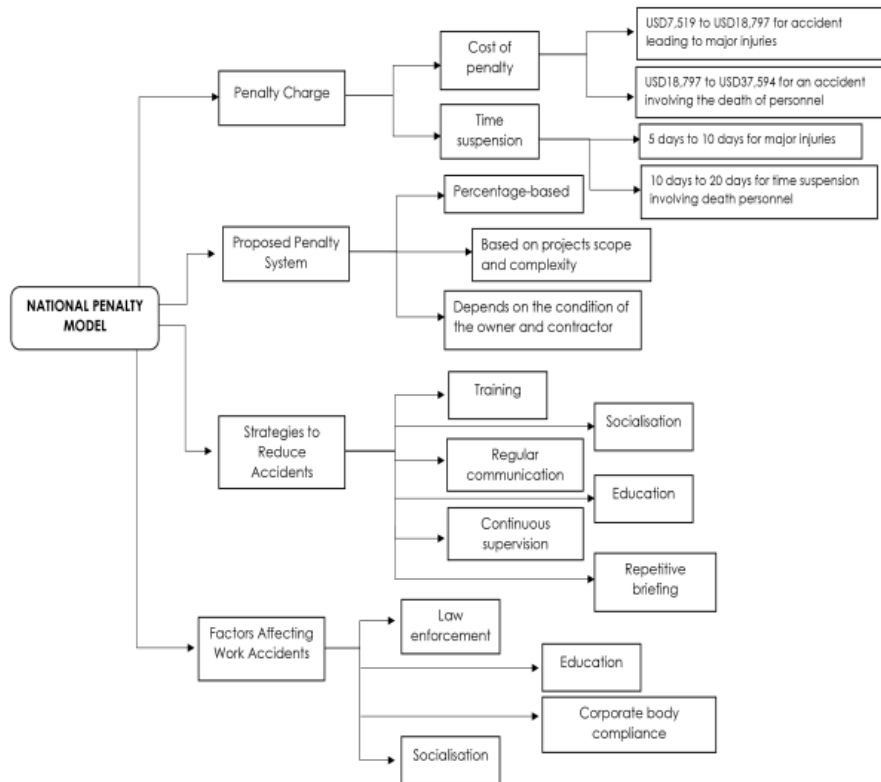 USD7,519 to USD18,797 for accident
leading to major injuries
Cost of
penalty
USD18,797 to USD37,594 for an accident
involving the death of personnel
Penalty Charge
Time
suspension
5 days to 10 days for major injuries
10 days to 20 days for time suspension
involving death personnel
Percentage-based
Proposed Penalty
System
Based on projects scope
and complexity
Depends on the condition of
the owner and contractor
NATIONAL PENALTY
MODEL
Training
Socialisation
Strategies to
Reduce
Accidents
Regular
communication
Education
Continuous
supervision
Repetitive
briefing
Law
enforcement
Factors Affecting
Work Accidents
Education
Corporate body
compliance
Socialisation